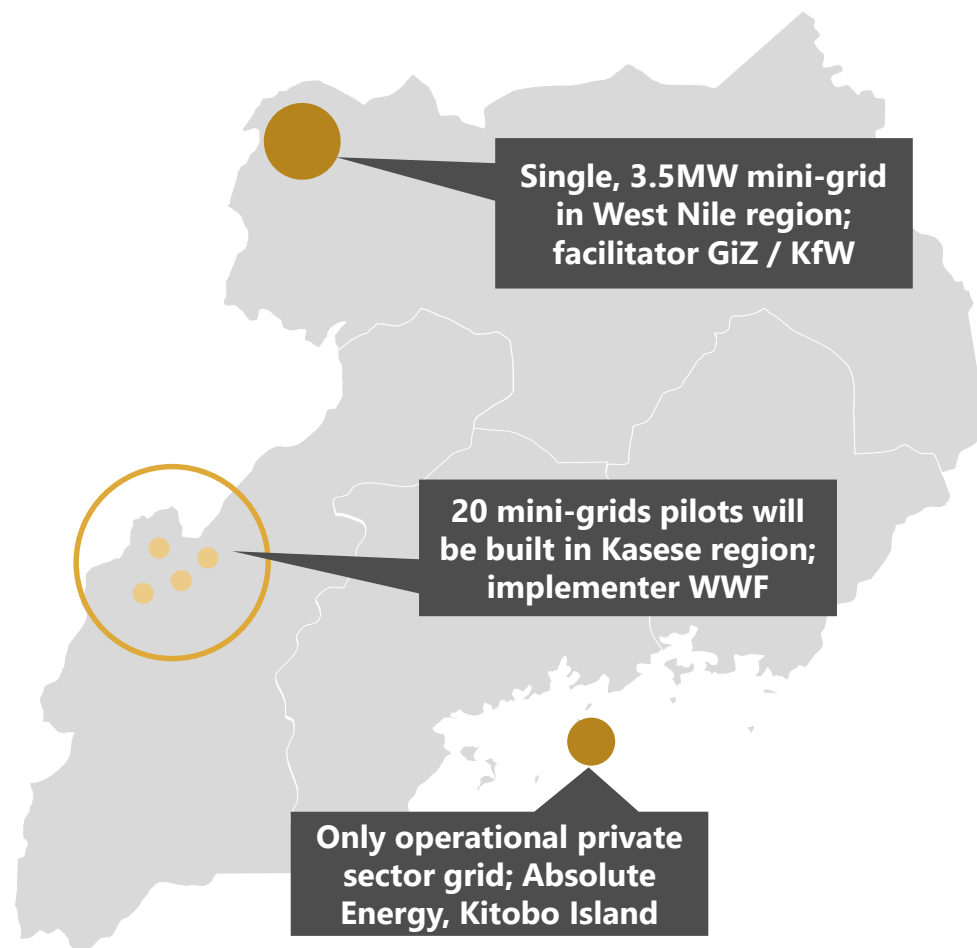 Single, 3.5MW mini-grid
in West Nile region;
facilitator GiZ / KfW
20 mini-grids pilots will
be built in Kasese region;
implementer WWF
Only operational private
sector grid; Absolute
Energy, Kitobo Island